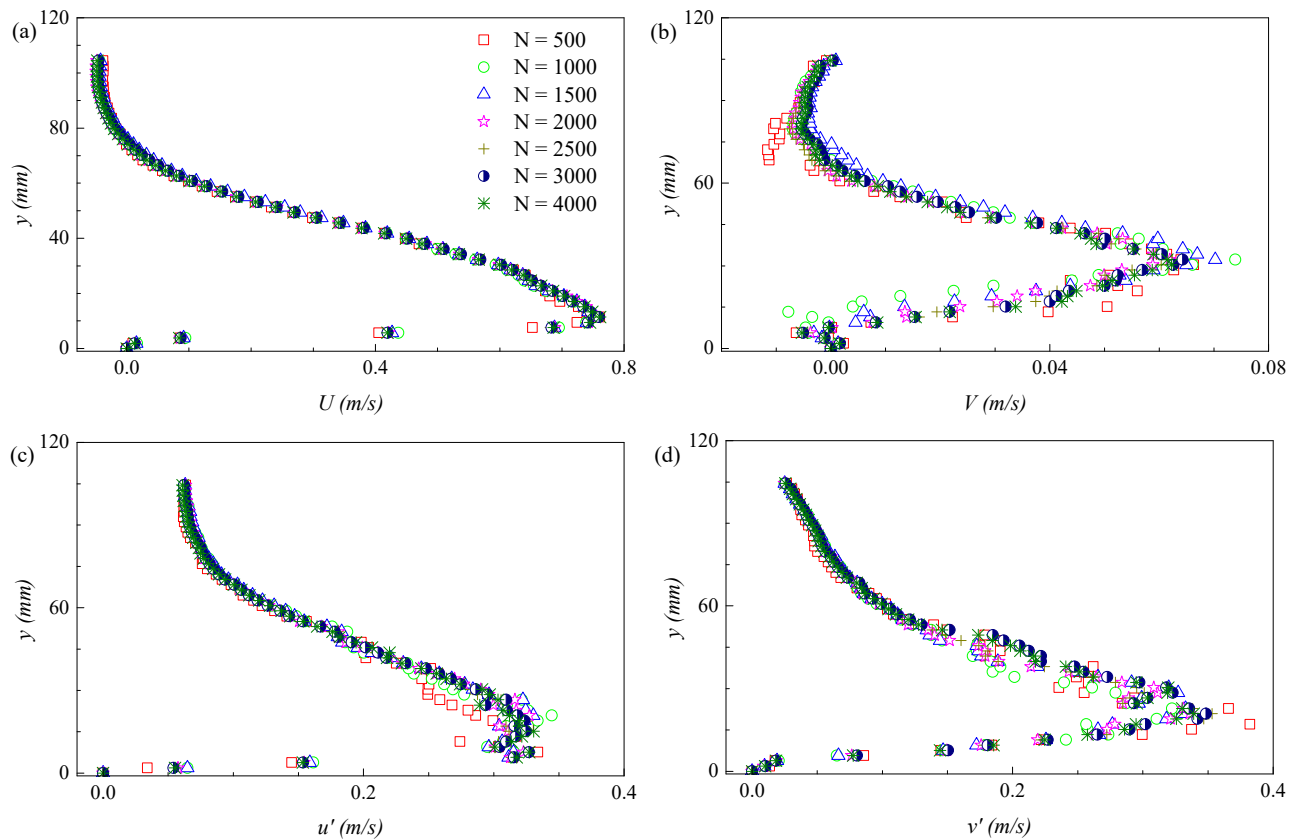 (a)
120
80
40
0
y (mm)
0.0
0.4
0.8
U (m/s)
N = 500
N = 1000
N = 1500
N = 2000
N = 2500
N = 3000
N = 4000
(b)
120
60
0
y (mm)
0.00
0.04
0.08
V (m/s)
(c)
120
60
0
y (mm)
0.0
0.2
0.4
u' (m/s)
(d)
120
60
0
y (mm)
0.0
0.2
0.4
v' (m/s)